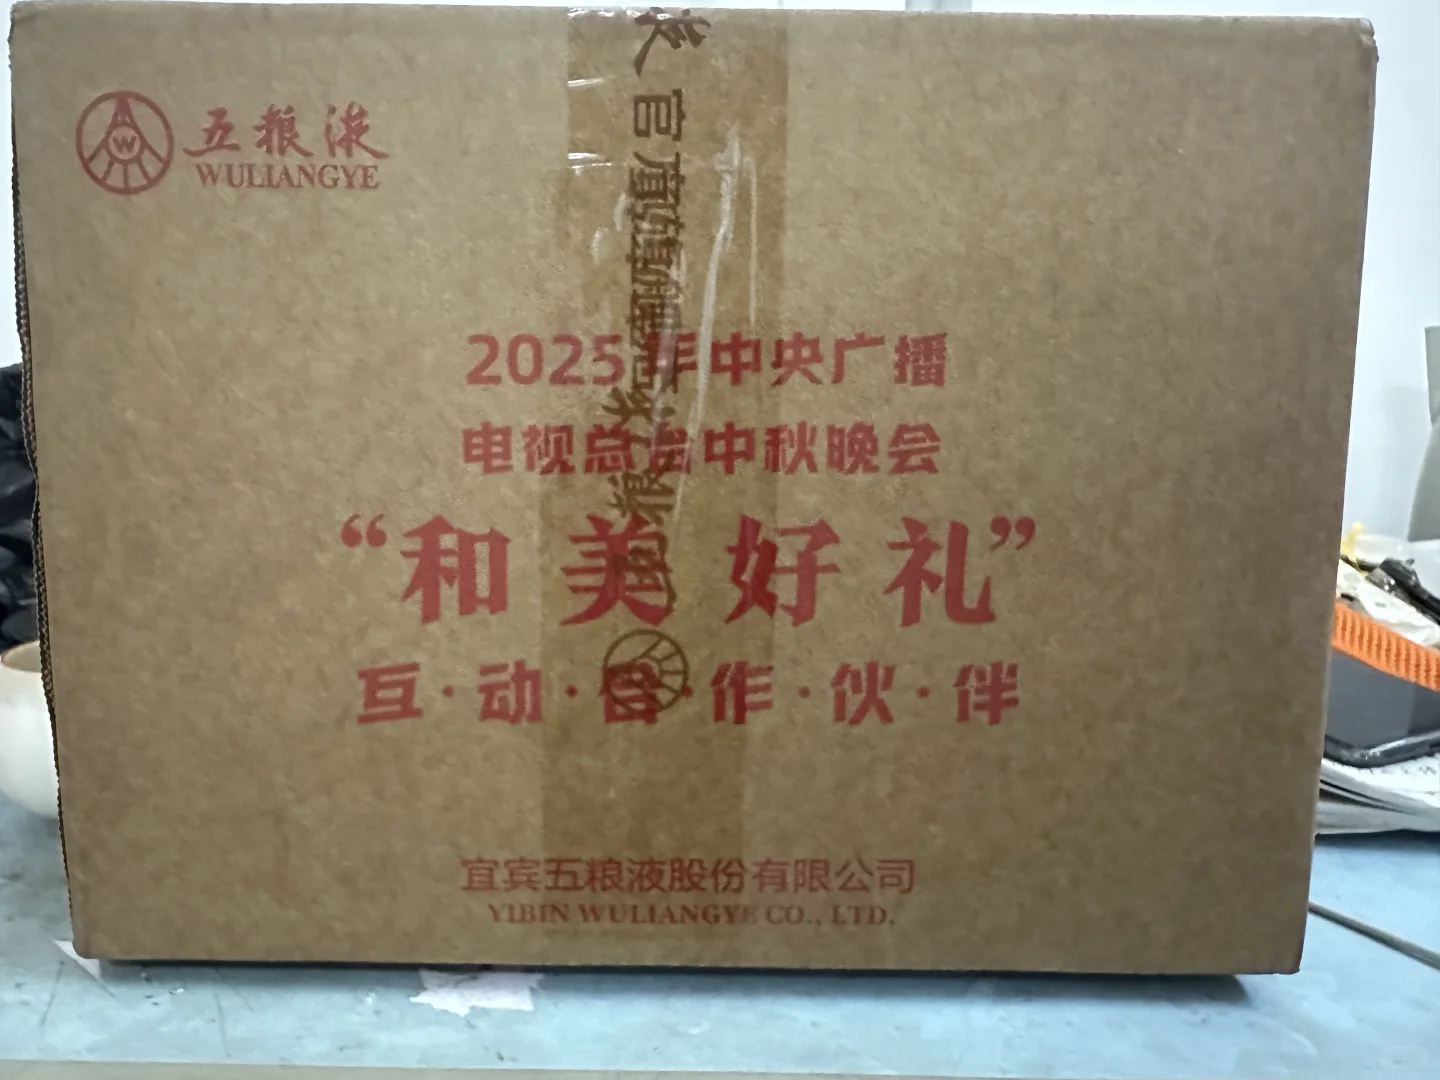 五粮液
WULIANGYE
2025年中央广播
电视总台中秋晚会
“和美好礼”
互·动·合·作·伙·伴
宜宾五粮液股份有限公司
YIBIN WULIANGYE CO., LTD.